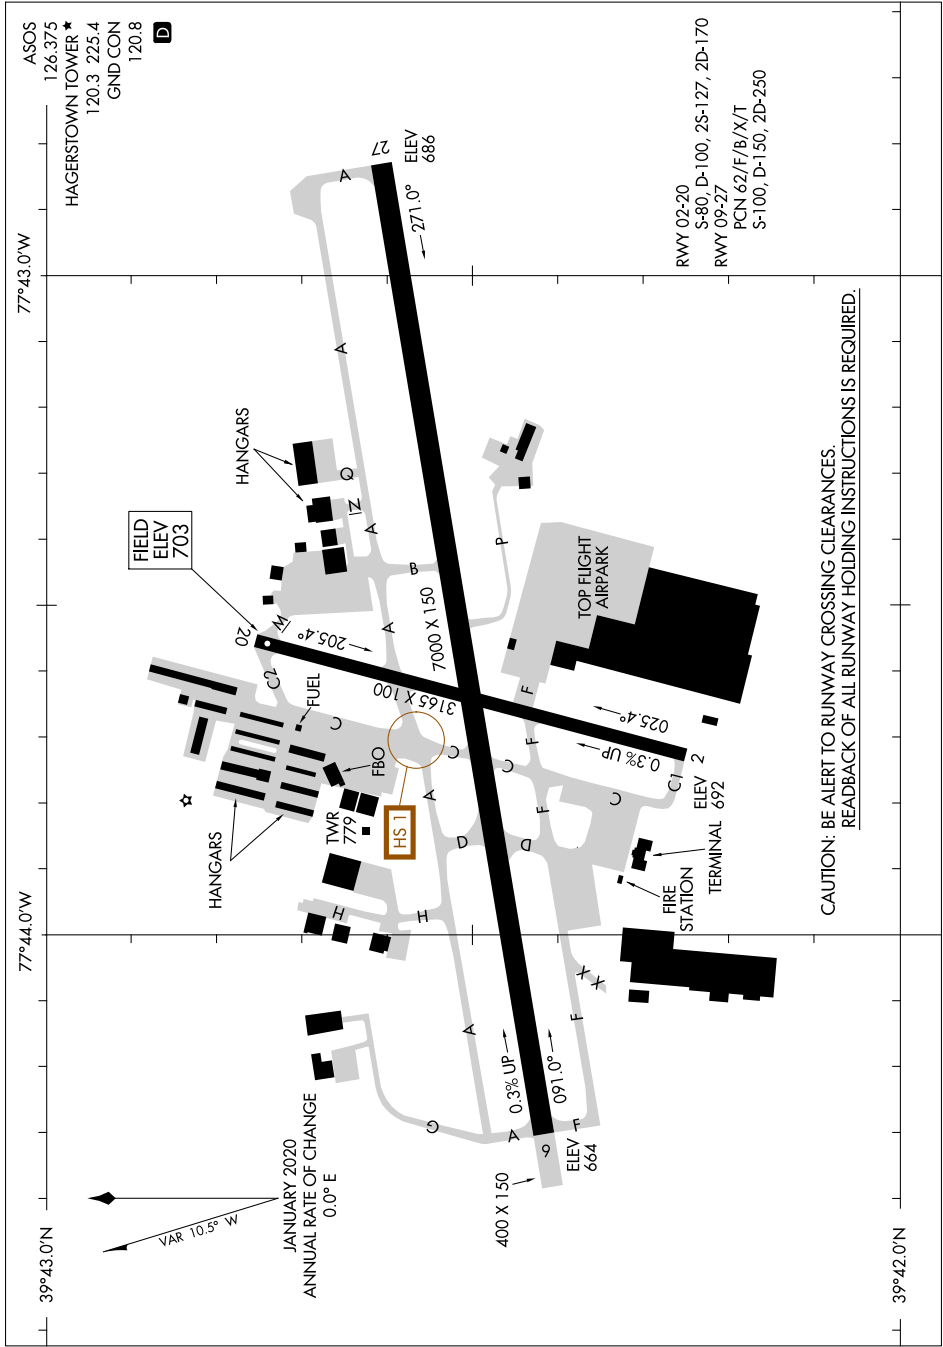 ASOS
126.375
HAGERSTOWN TOWER ★
120.3 225.4
GND CON
120.8
D
77°43.0'W
77°44.0'W
39°43.0'N
39°42.0'N
JANUARY 2020
ANNUAL RATE OF CHANGE
0.0° E
VAR 10.5° W
FIELD
ELEV
703
HANGARS
HANGARS
27
ELEV
686
271.0°
A
A
A
Q
N
B
A
M
20
205.4°
C2
C
FUEL
FBO
TWR
779
HS 1
A
H
H
G
A
A
7000 X 150
3165 X 100
P
TOP FLIGHT
AIRPARK
F
F
F
C
C
C
D
D
025.4°
0.3% UP
2
C1
ELEV
692
TERMINAL
FIRE
STATION
X
X
F
F
0.3% UP
091.0°
9
ELEV
664
400 X 150
RWY 02-20
S-80, D-100, 2S-127, 2D-170
RWY 09-27
PCN 62/F/B/X/T
S-100, D-150, 2D-250
CAUTION: BE ALERT TO RUNWAY CROSSING CLEARANCES.
READBACK OF ALL RUNWAY HOLDING INSTRUCTIONS IS REQUIRED.